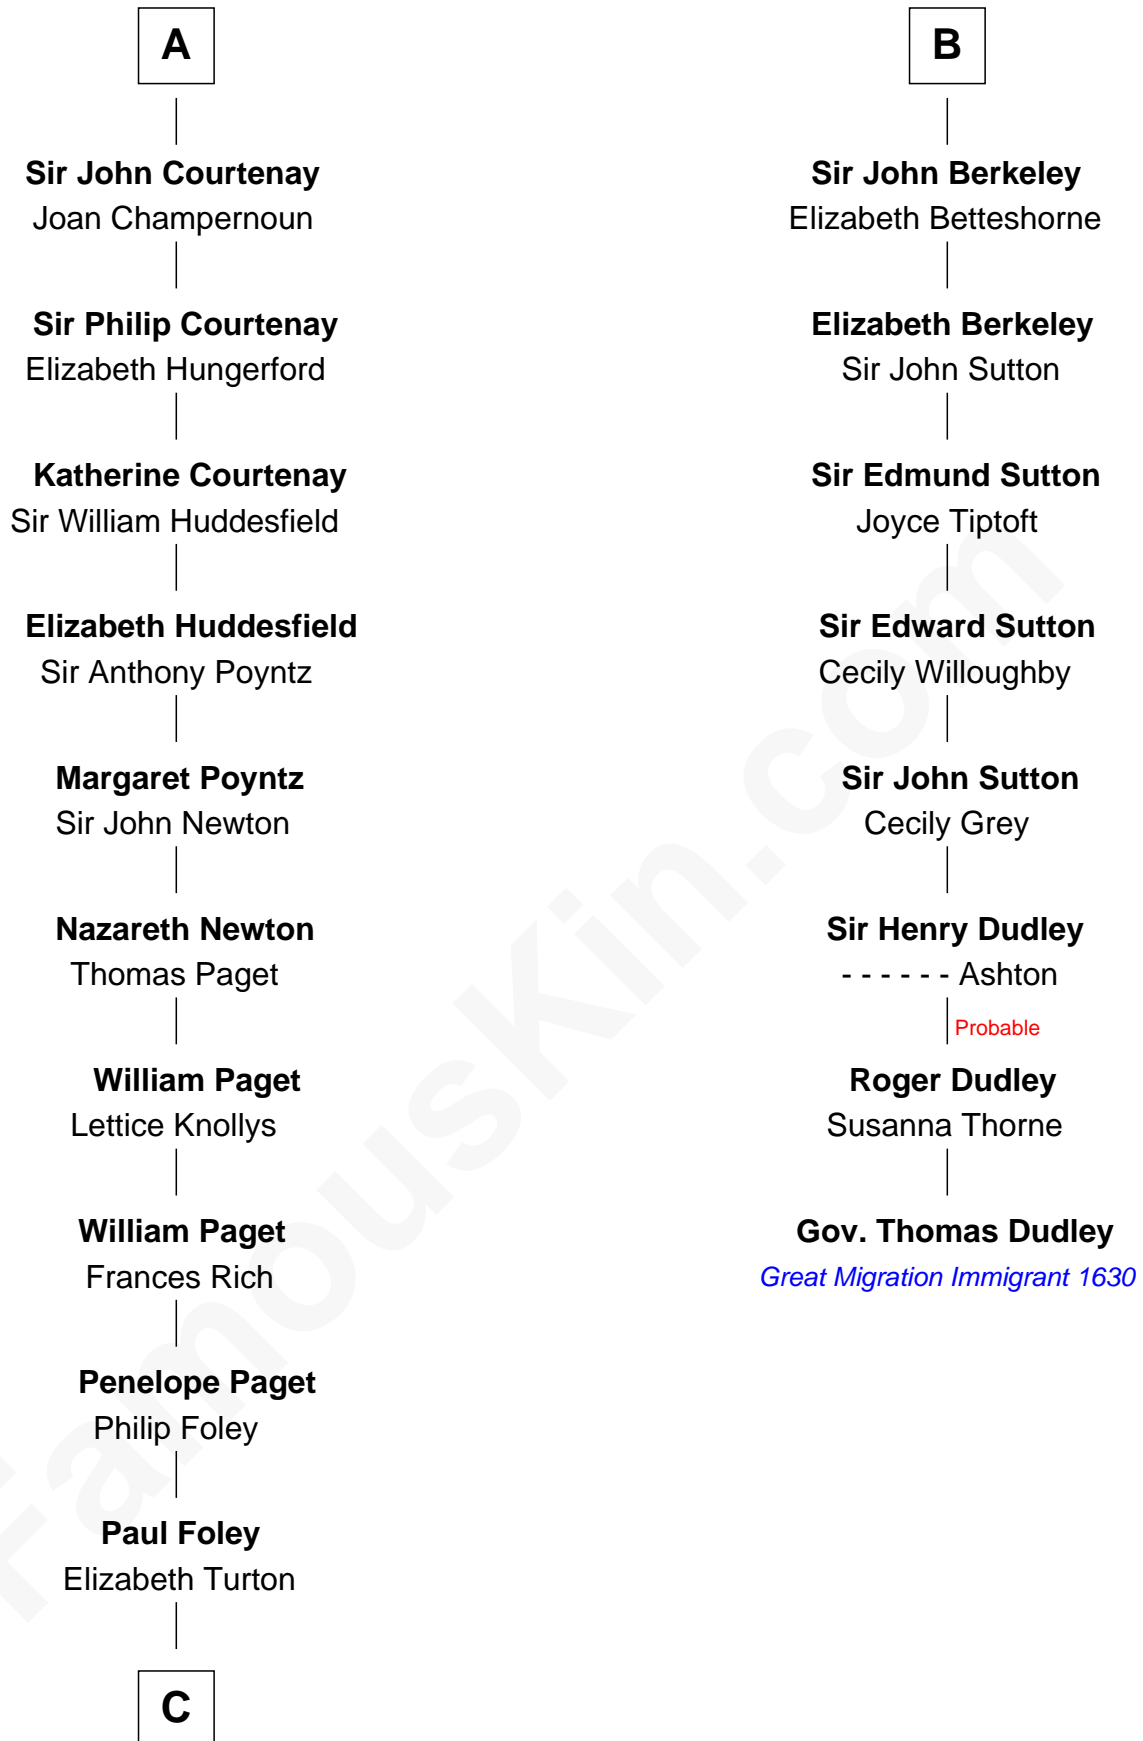 A
Sir John Courtenay
Joan Champernoun
Sir Philip Courtenay
Elizabeth Hungerford
Katherine Courtenay
Sir William Huddesfield
Elizabeth Huddesfield
Sir Anthony Poyntz
Margaret Poyntz
Sir John Newton
Nazareth Newton
Thomas Paget
William Paget
Lettice Knollys
William Paget
Frances Rich
Penelope Paget
Philip Foley
Paul Foley
Elizabeth Turton
C
B
Sir John Berkeley
Elizabeth Betteshorne
Elizabeth Berkeley
Sir John Sutton
Sir Edmund Sutton
Joyce Tiptoft
Sir Edward Sutton
Cecily Willoughby
Sir John Sutton
Cecily Grey
Sir Henry Dudley
- - - - - - Ashton
Probable
Roger Dudley
Susanna Thorne
Gov. Thomas Dudley
Great Migration Immigrant 1630
FamousKin.com